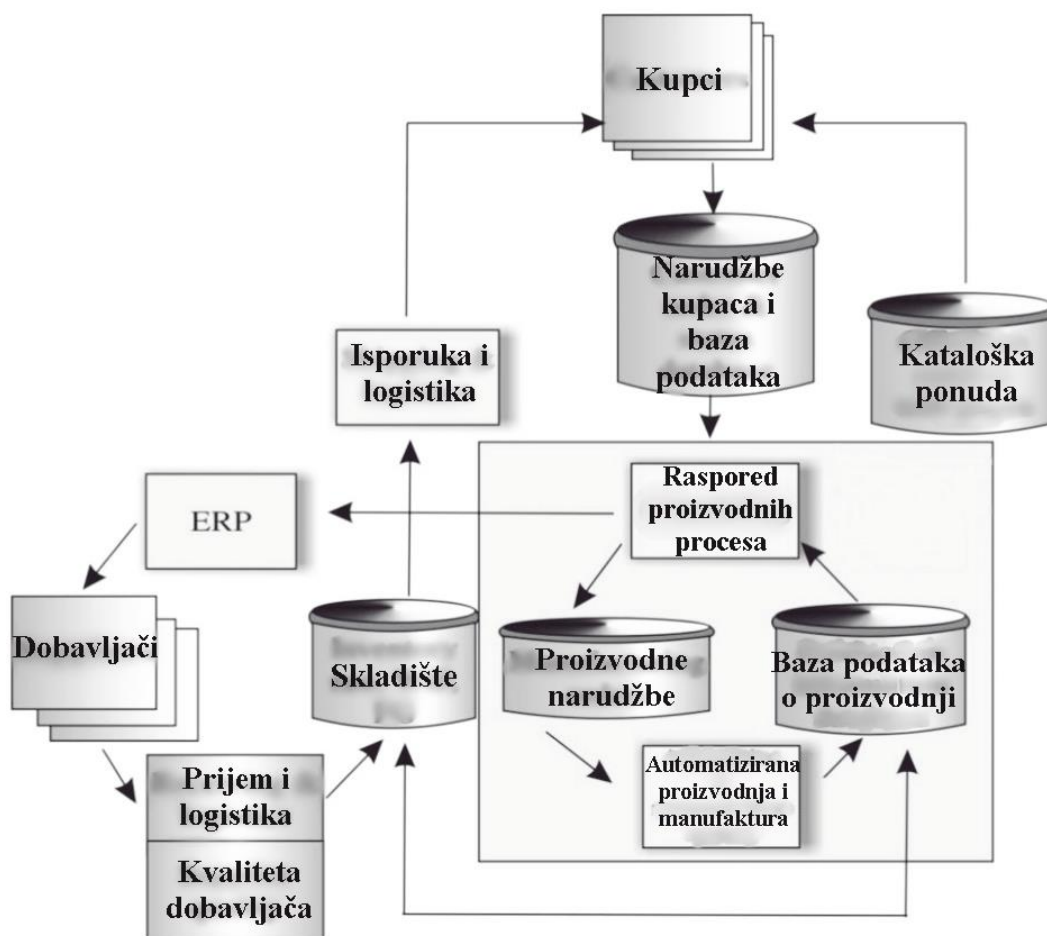 Kupci
Narudžbe
kupaca i
baza
podataka
Kataloška
ponuda
Isporuka i
logistika
Raspored
proizvodnih
procesa
ERP
Dobavljači
Skladište
Proizvodne
narudžbe
Baza podataka
o proizvodnji
Automatizirana
proizvodnja i
manufaktura
Prijem i
logistika
Kvaliteta
dobavljača